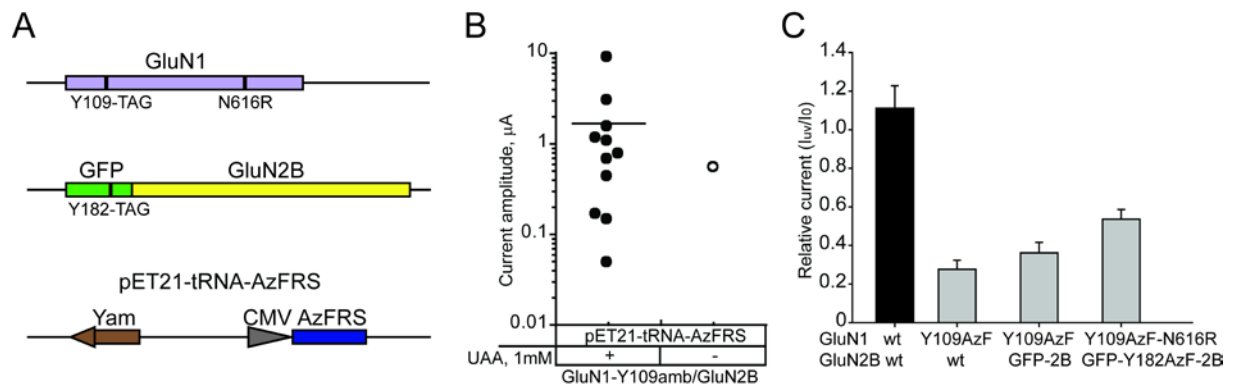 A
GluN1
Y109-TAG
N616R
GFP
GluN2B
Y182-TAG
pET21-tRNA-AzFRS
Yam
CMV
AzFRS
B
Current amplitude, µA
10
1
0.1
0.01
pET21-tRNA-AzFRS
UAA, 1mM + -
GluN1-Y109amb/GluN2B
C
Relative current (Iuv/I0)
1.4
1.2
1.0
0.8
0.6
0.4
0.2
0
GluN1 wt Y109AzF Y109AzF Y109AzF-N616R
GluN2B wt wt GFP-2B GFP-Y182AzF-2B